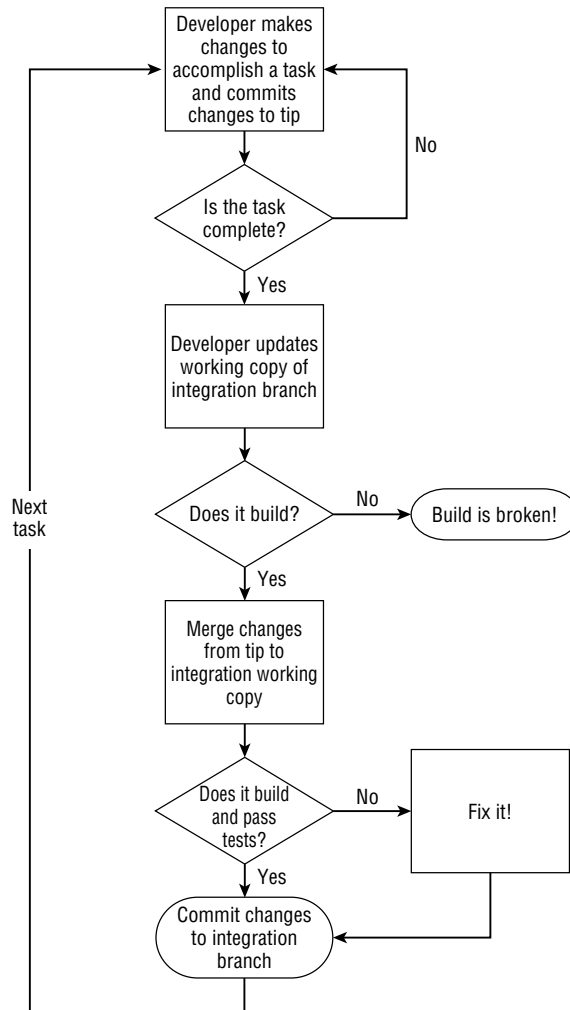 Developer makes
changes to
accomplish a task
and commits
changes to tip
No
Is the task
complete?
Yes
Developer updates
working copy of
integration branch
Next
task
Does it build?
No
Build is broken!
Yes
Merge changes
from tip to
integration working
copy
Does it build
and pass
tests?
No
Fix it!
Yes
Commit changes
to integration
branch